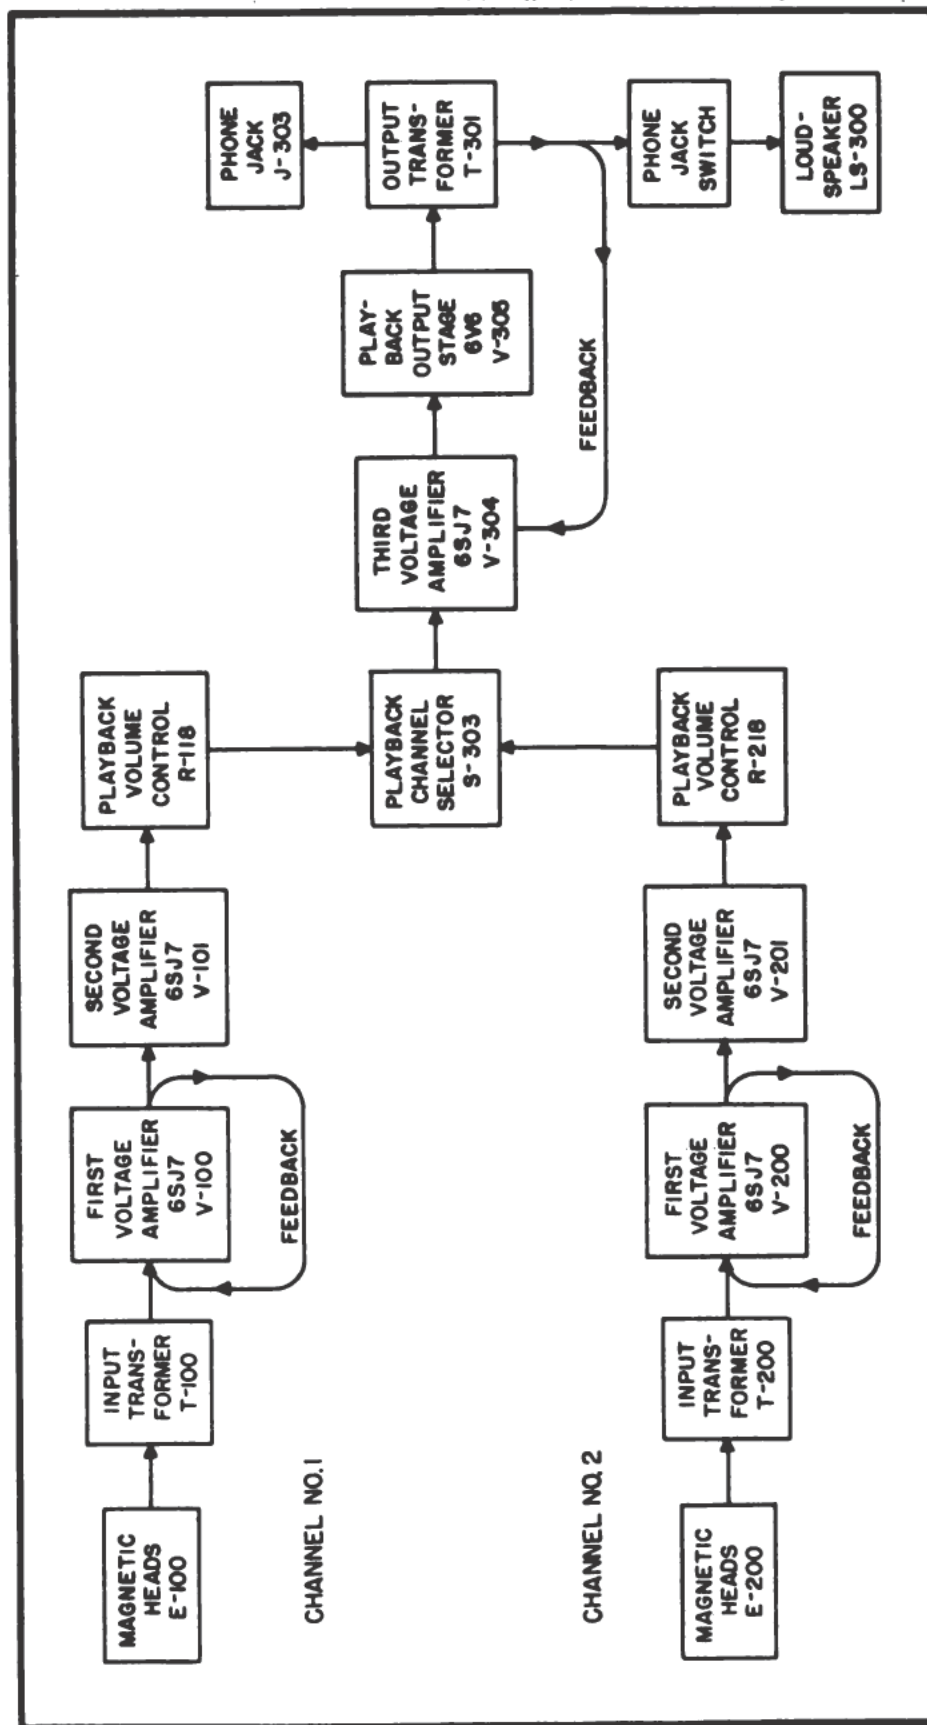 MAGNETIC
HEADS
E-100
INPUT
TRANS-
FORMER
T-100
FIRST
VOLTAGE
AMPLIFIER
6SJ7
V-100
FEEDBACK
SECOND
VOLTAGE
AMPLIFIER
6SJ7
V-101
PLAYBACK
VOLUME
CONTROL
R-118
CHANNEL NO.1
PLAYBACK
CHANNEL
SELECTOR
S-303
THIRD
VOLTAGE
AMPLIFIER
6SJ7
V-304
PLAY-
BACK
OUTPUT
STAGE
6V6
V-305
OUTPUT
TRANS-
FORMER
T-301
PHONE
JACK
J-303
FEEDBACK
PHONE
JACK
SWITCH
LOUD-
SPEAKER
LS-300
CHANNEL NO.2
MAGNETIC
HEADS
E-200
INPUT
TRANS-
FORMER
T-200
FIRST
VOLTAGE
AMPLIFIER
6SJ7
V-200
FEEDBACK
SECOND
VOLTAGE
AMPLIFIER
6SJ7
V-201
PLAYBACK
VOLUME
CONTROL
R-218